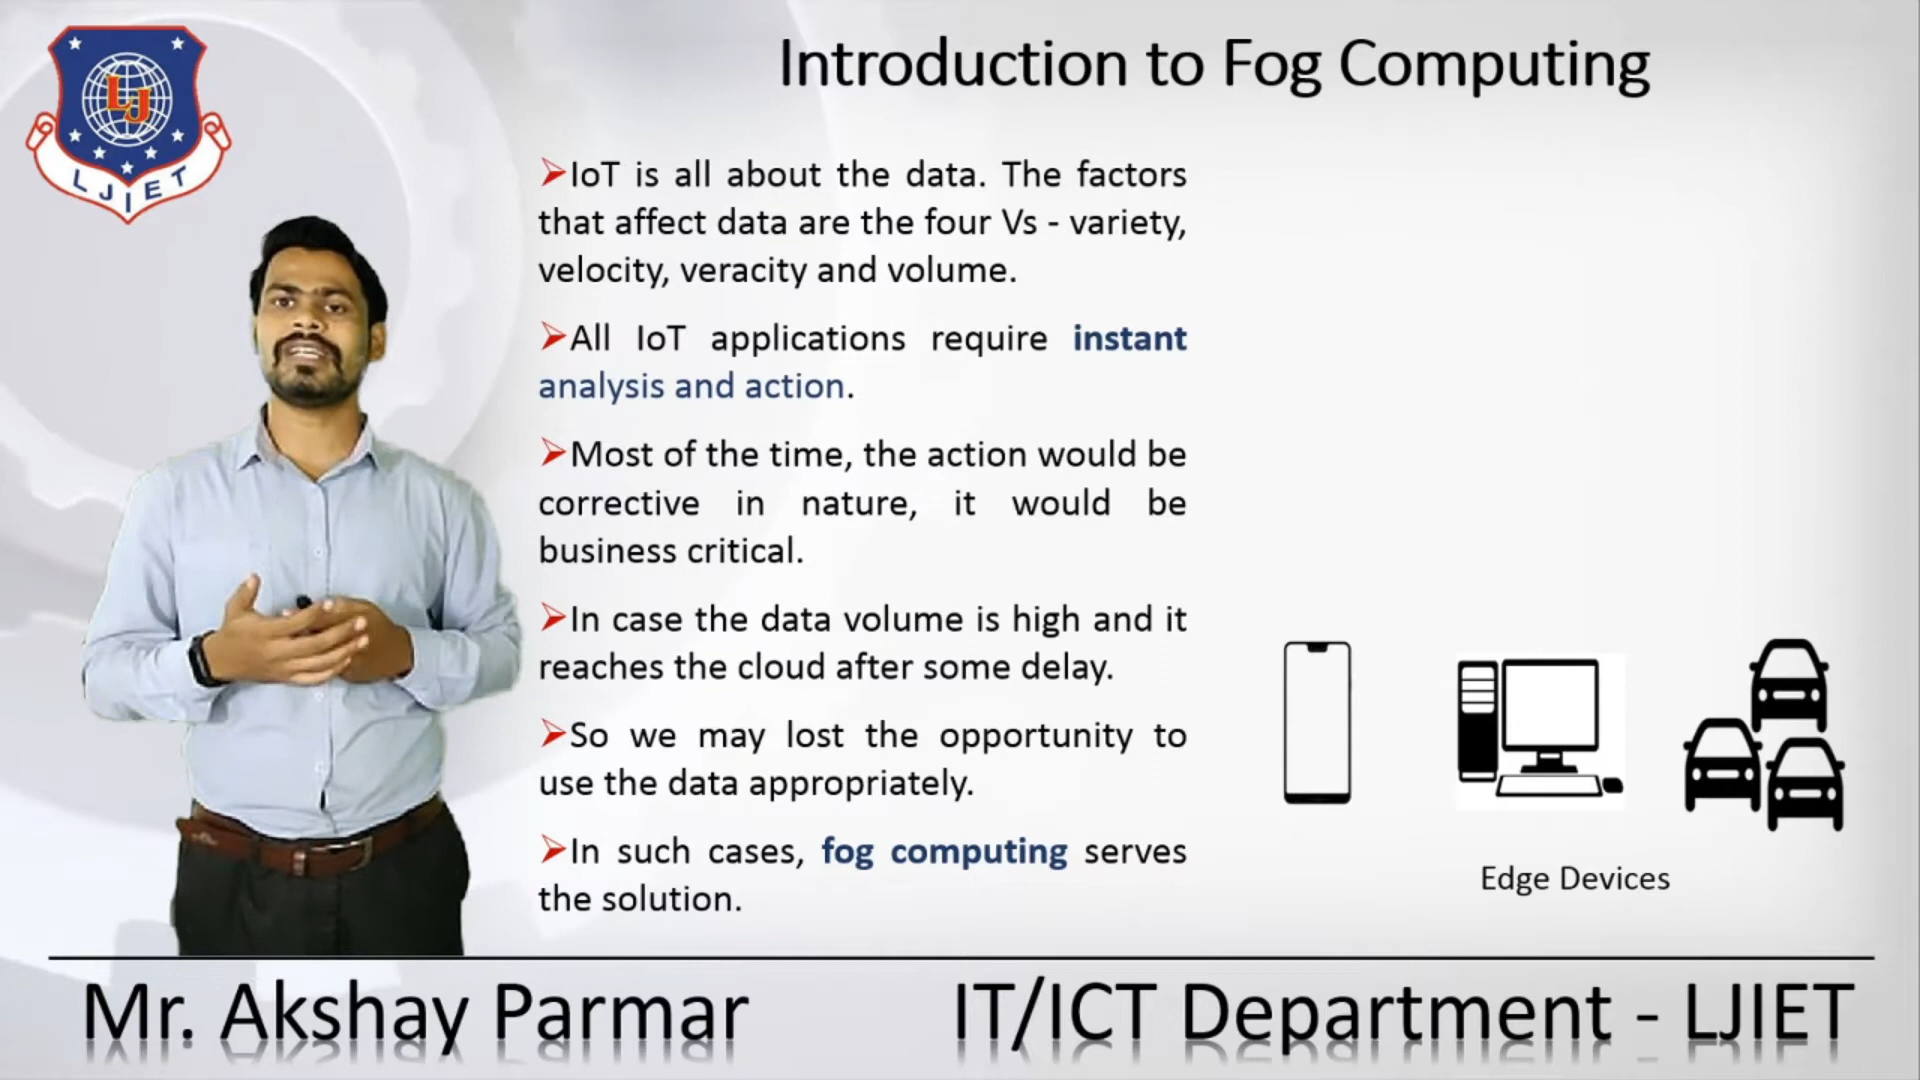 LJ
LJIET
Introduction to Fog Computing
➢IoT is all about the data. The factors
that affect data are the four Vs - variety,
velocity, veracity and volume.
➢All IoT applications require instant
analysis and action.
➢Most of the time, the action would be
corrective in nature, it would be
business critical.
➢In case the data volume is high and it
reaches the cloud after some delay.
➢So we may lost the opportunity to
use the data appropriately.
➢In such cases, fog computing serves
the solution.
Edge Devices
Mr. Akshay Parmar
IT/ICT Department - LJIET